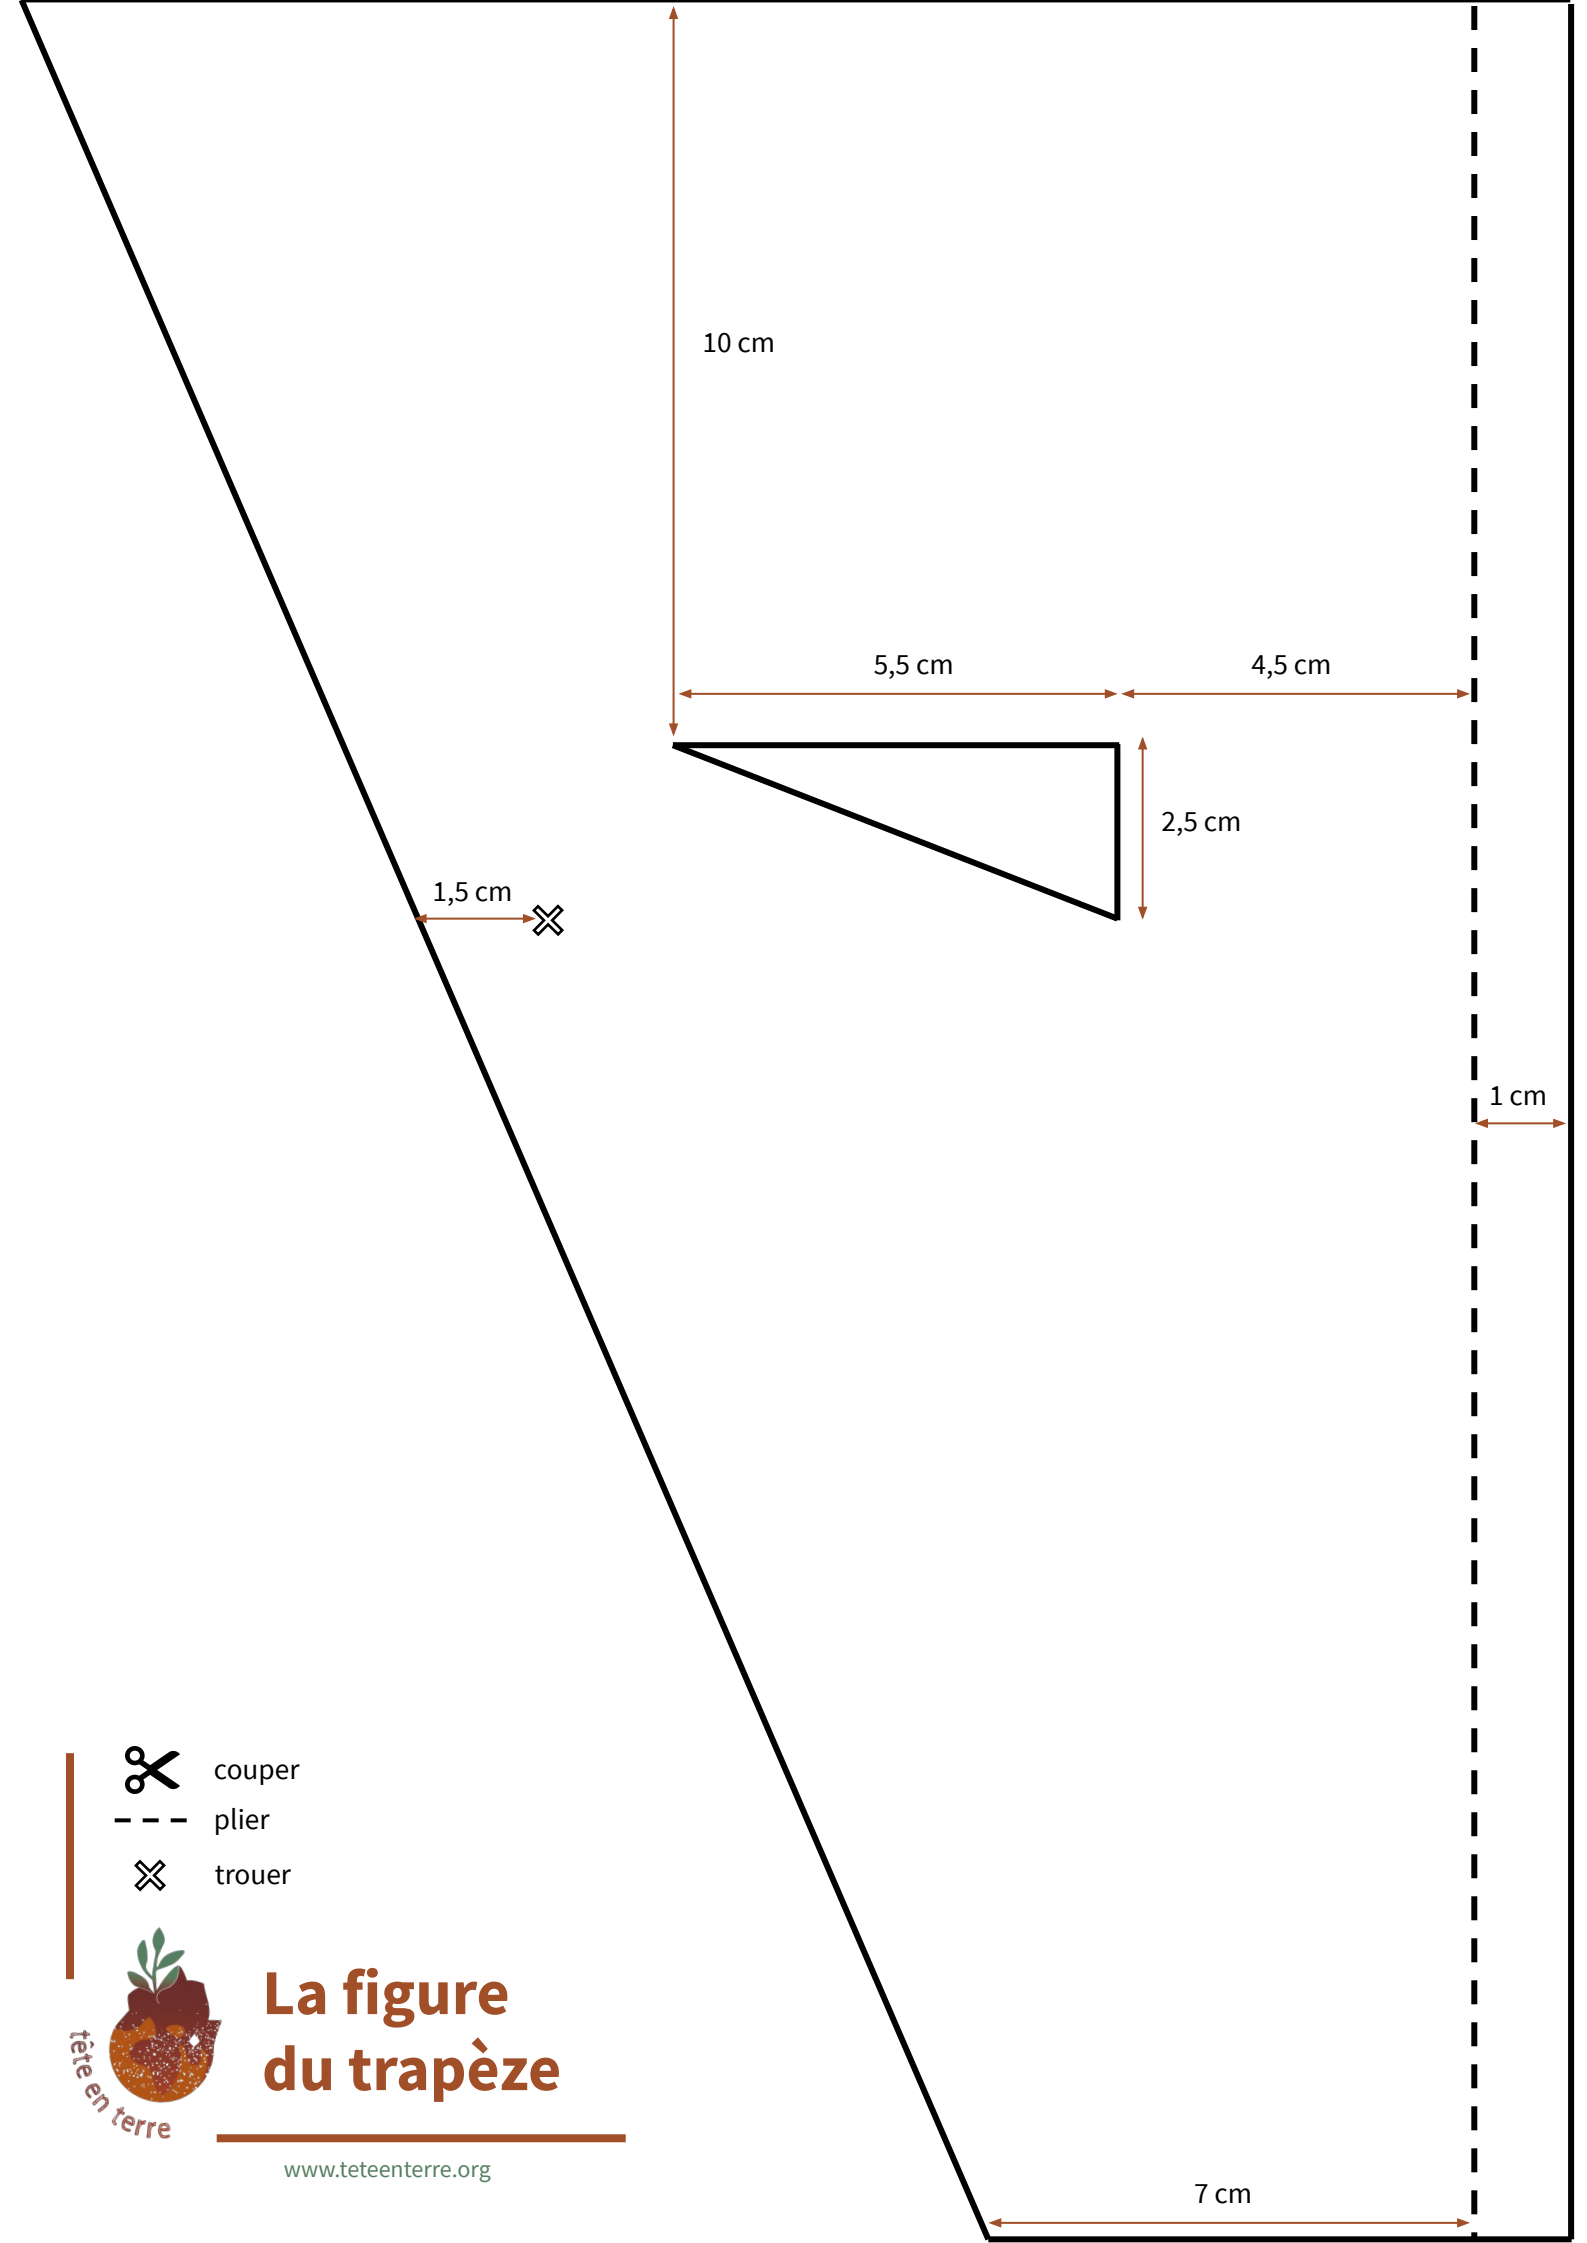 10 cm
5,5 cm
4,5 cm
2,5 cm
1,5 cm
1 cm
couper
plier
trouer
tête en terre
La figure
du trapèze
www.teteenterre.org
7 cm